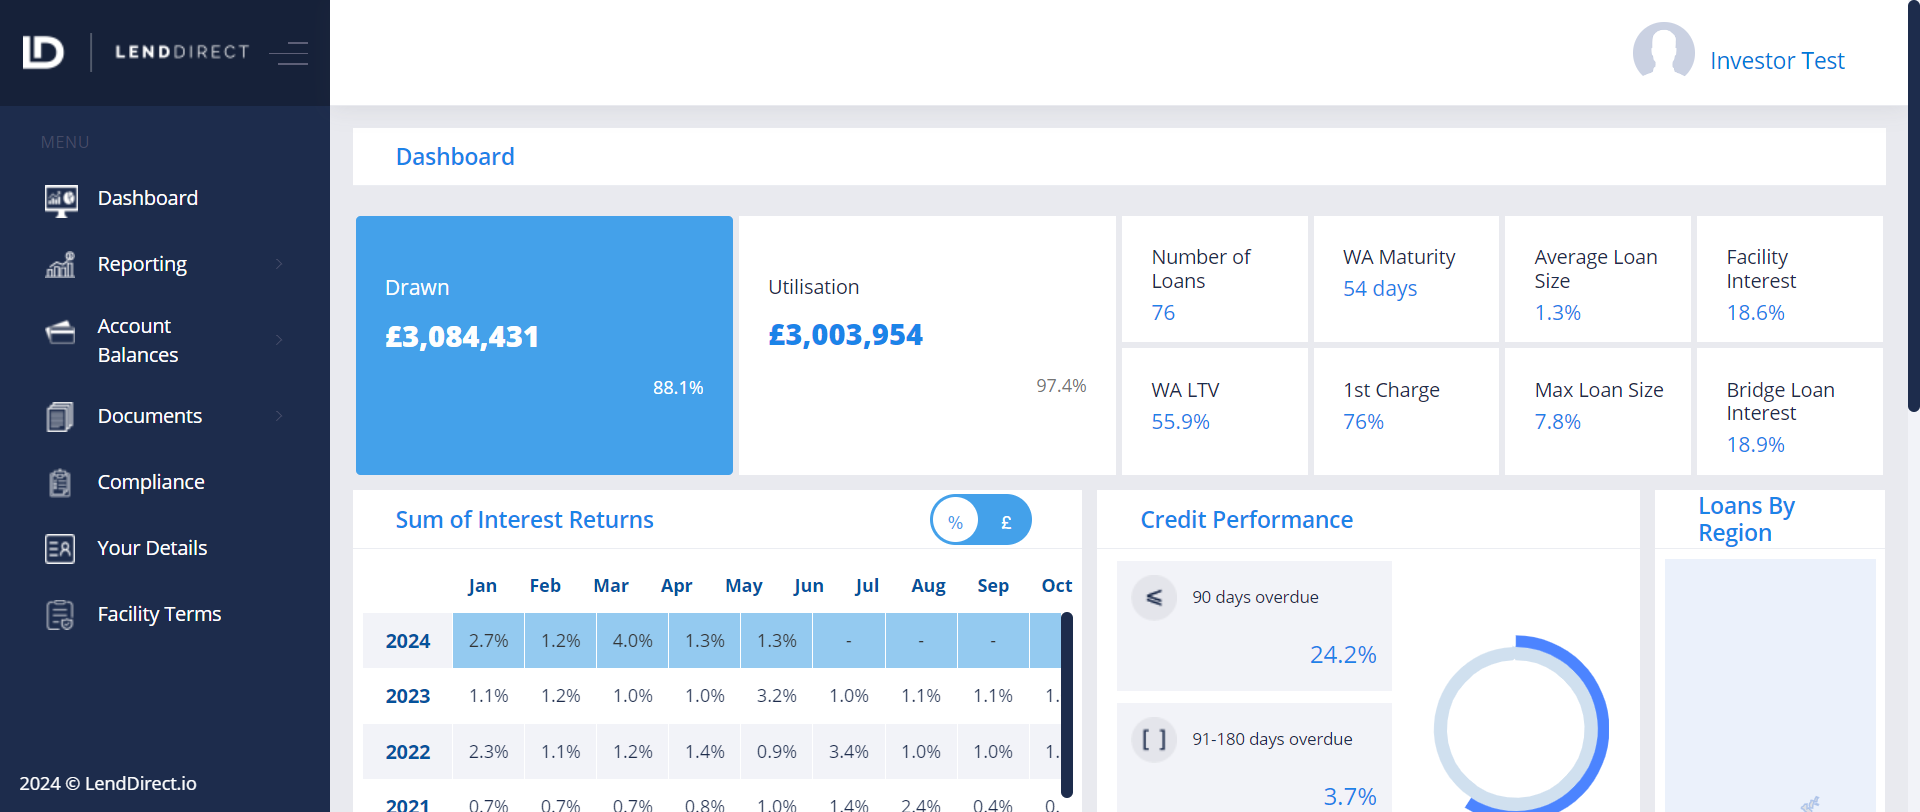 LENDDIRECT
Investor Test
MENU
Dashboard
Reporting
Account
Balances
Documents
Compliance
Your Details
Facility Terms
2024 © LendDirect.io
Dashboard
Drawn
£3,084,431
88.1%
Utilisation
£3,003,954
97.4%
Number of
Loans
76
WA Maturity
54 days
Average Loan
Size
1.3%
Facility
Interest
18.6%
WA LTV
55.9%
1st Charge
76%
Max Loan Size
7.8%
Bridge Loan
Interest
18.9%
Sum of Interest Returns
% £
Jan Feb Mar Apr May Jun Jul Aug Sep Oct
2024 2.7% 1.2% 4.0% 1.3% 1.3% - - -
2023 1.1% 1.2% 1.0% 1.0% 3.2% 1.0% 1.1% 1.1% 1.
2022 2.3% 1.1% 1.2% 1.4% 0.9% 3.4% 1.0% 1.0% 1.
2021 0.7% 0.7% 0.7% 0.8% 1.0% 1.4% 2.4% 0.4% 0.
Credit Performance
⩽ 90 days overdue
24.2%
[ ] 91-180 days overdue
3.7%
Loans By
Region